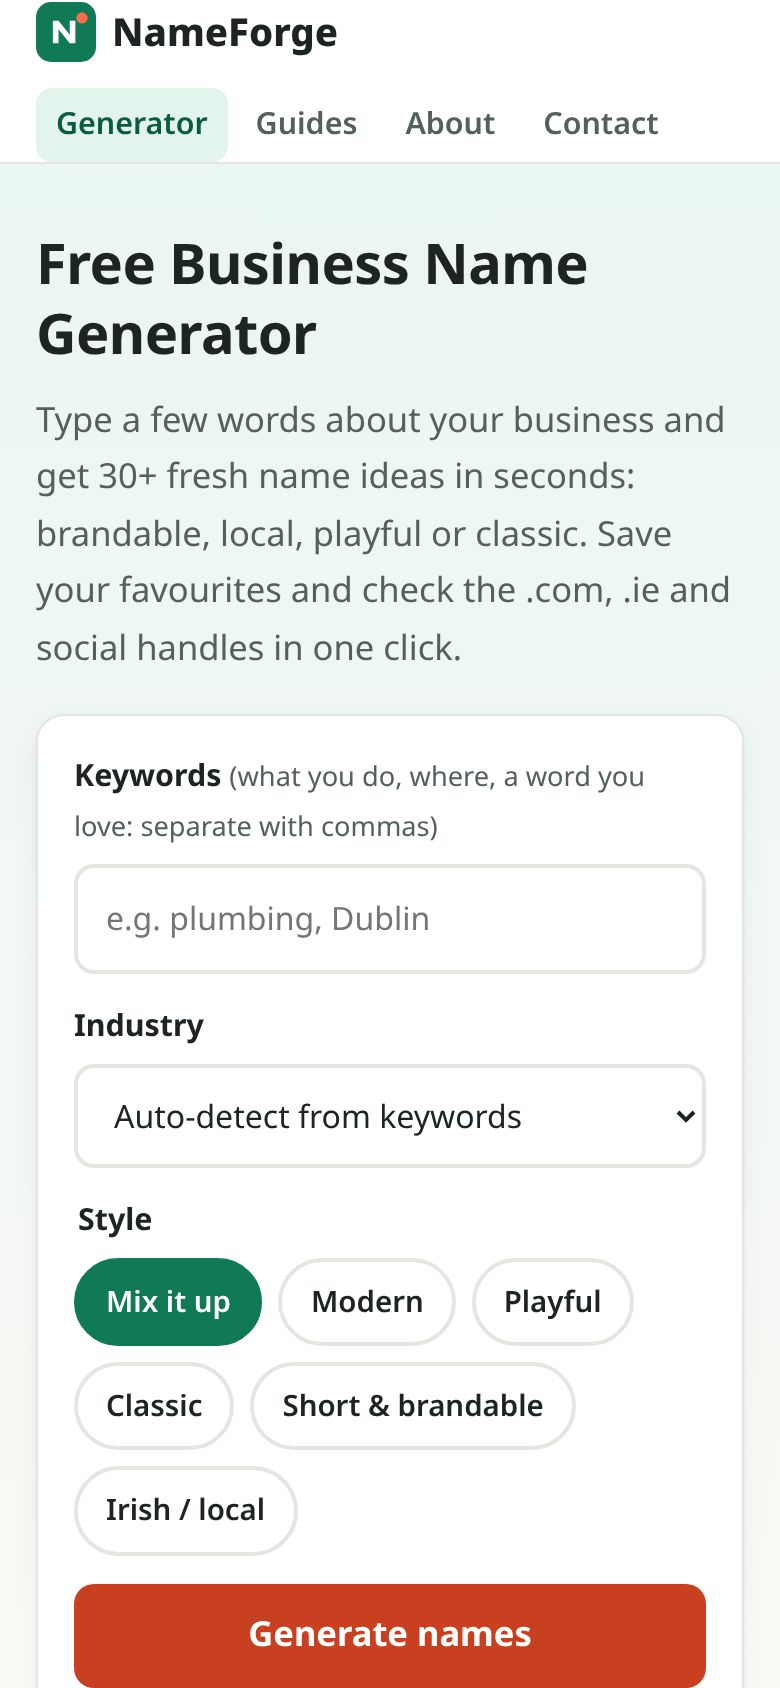 N
NameForge
Generator Guides About Contact
Free Business Name
Generator
Type a few words about your business and
get 30+ fresh name ideas in seconds:
brandable, local, playful or classic. Save
your favourites and check the .com, .ie and
social handles in one click.
Keywords (what you do, where, a word you
love: separate with commas)
e.g. plumbing, Dublin
Industry
Auto-detect from keywords
Style
Mix it up Modern Playful
Classic Short & brandable
Irish / local
Generate names